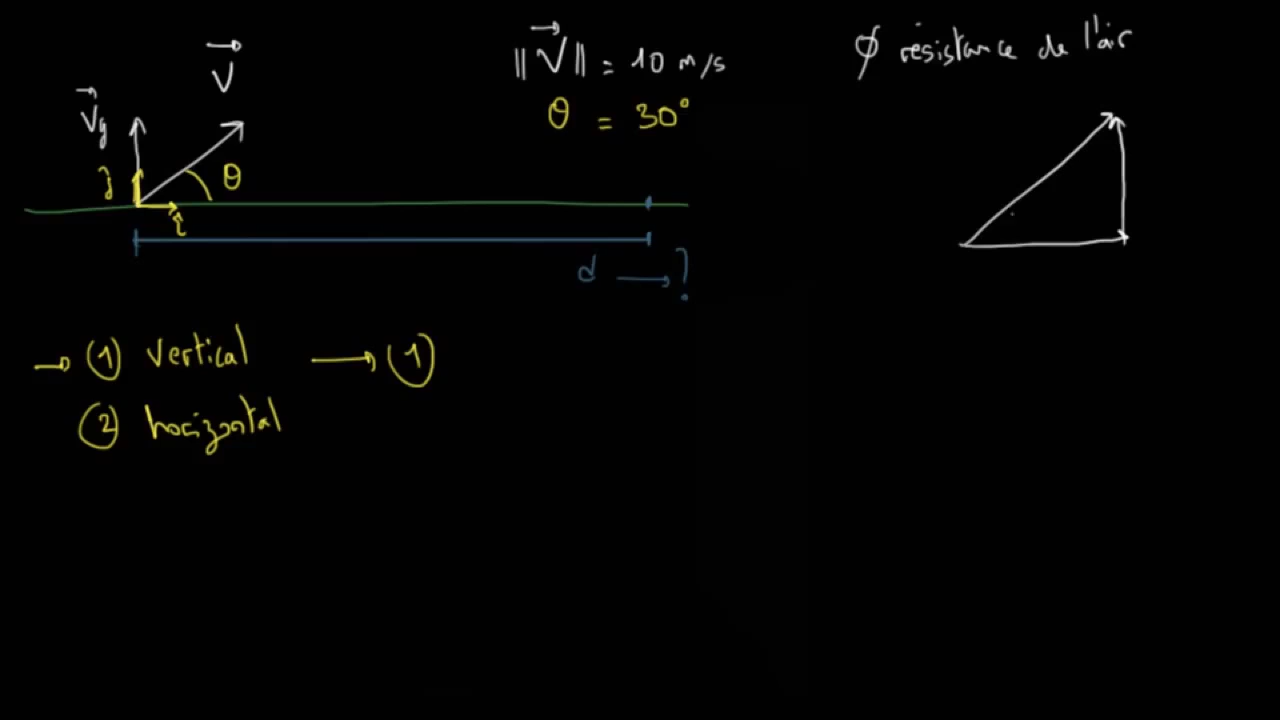 ‖V⃗‖ = 10 m/s
∅ résistance de l'air
V⃗
V⃗y
θ = 30°
ĵ
θ
î
d → ?
→ ① vertical → ①
② horizontal